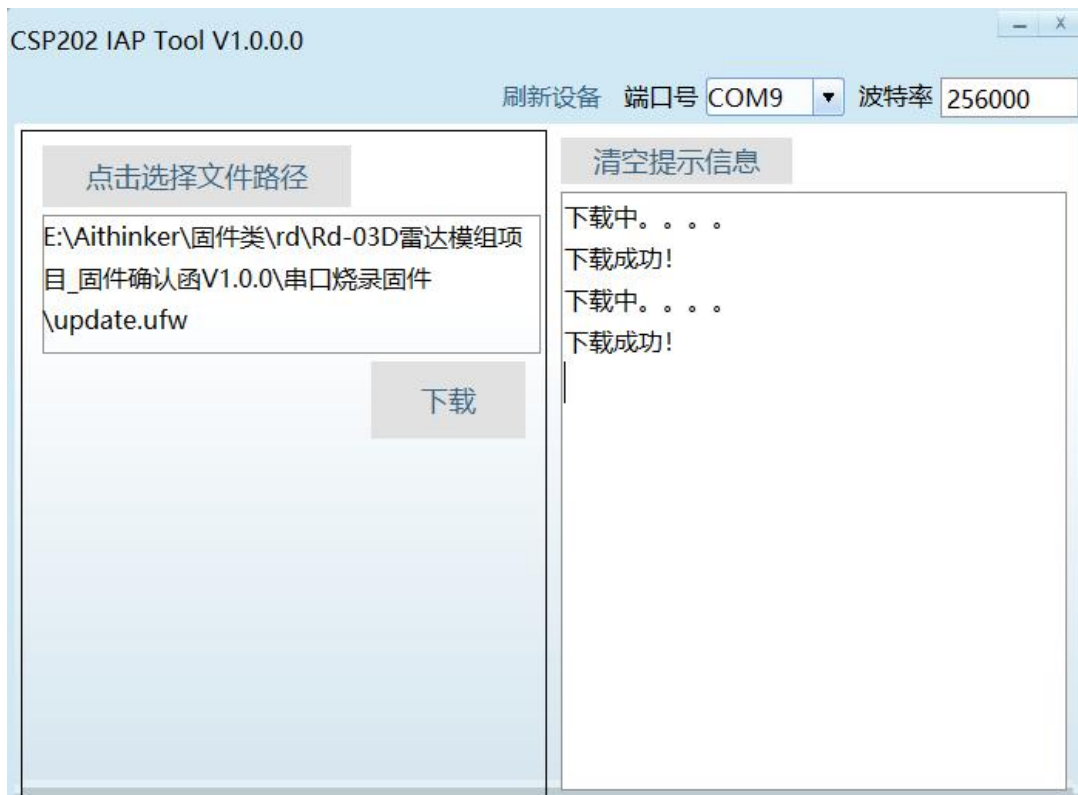 CSP202 IAP Tool V1.0.0.0
刷新设备 端口号 COM9 波特率 256000
点击选择文件路径
E:\Aithinker\固件类\rd\Rd-03D雷达模组项
目_固件确认函V1.0.0\串口烧录固件
\update.ufw
下载
清空提示信息
下载中。。。。
下载成功!
下载中。。。。
下载成功!